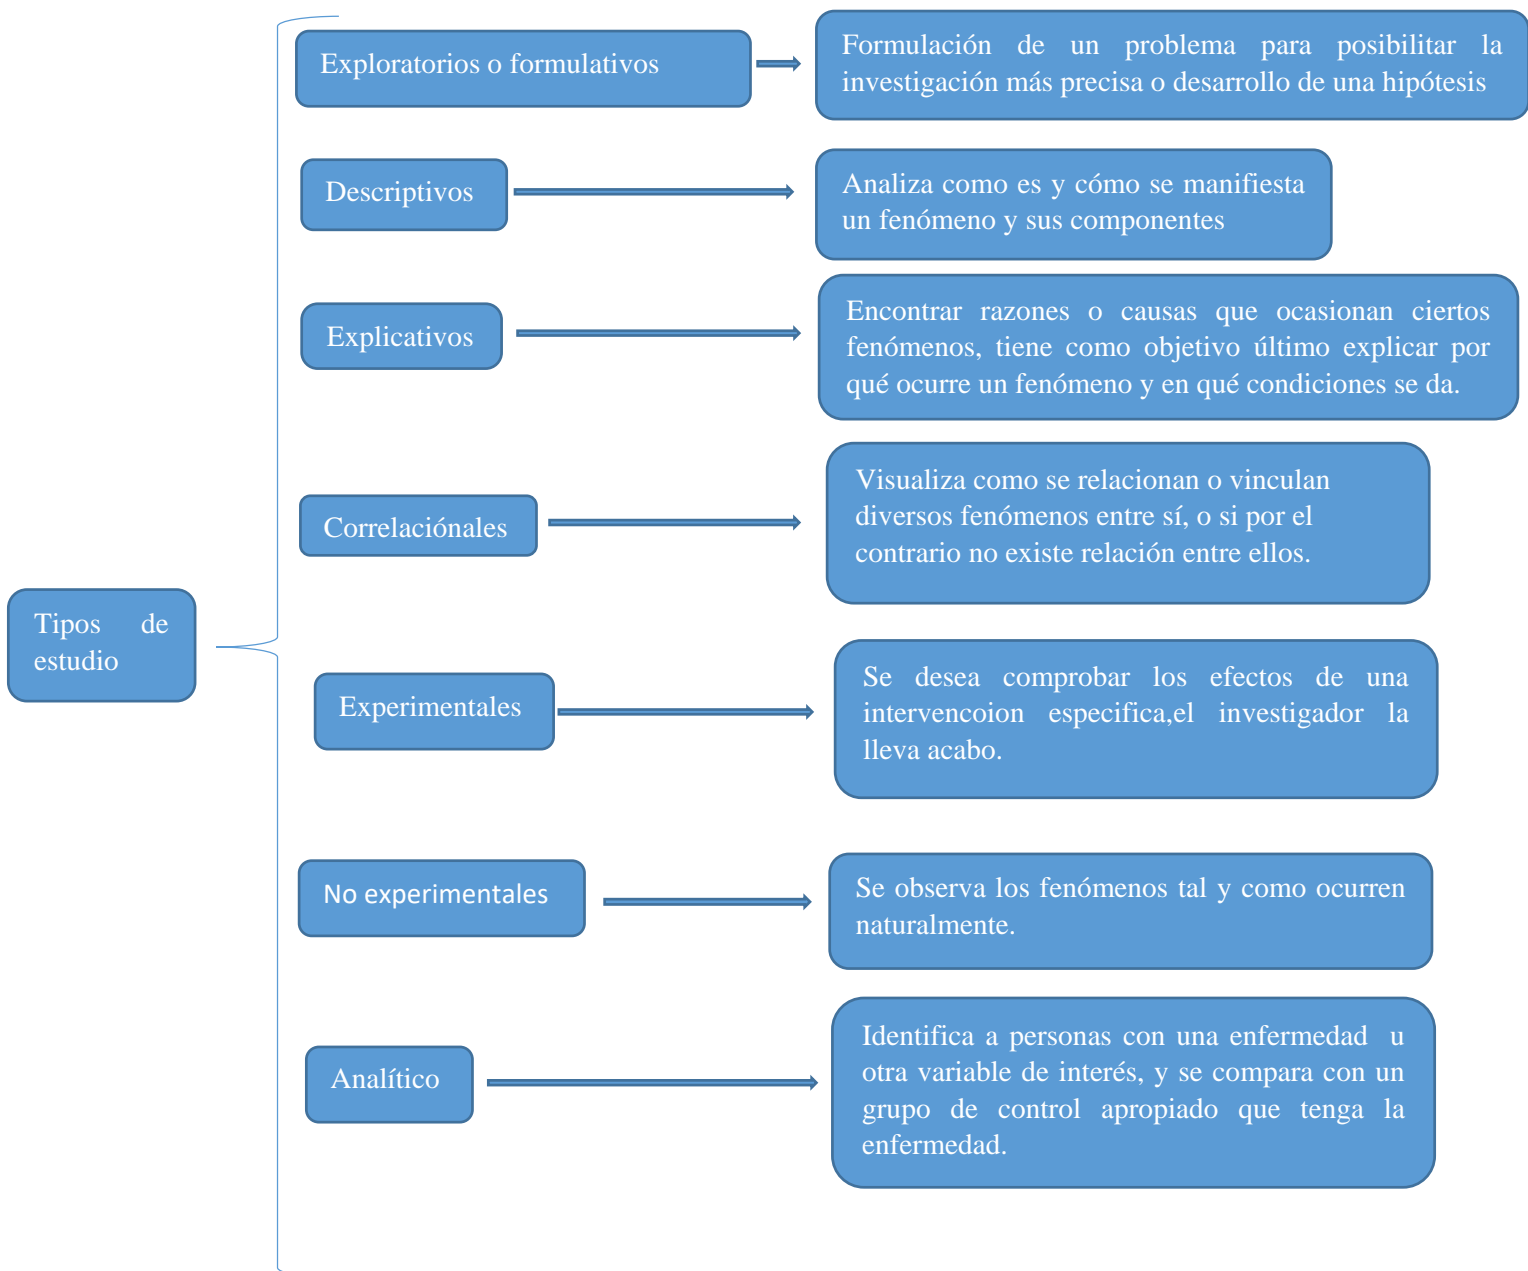 Exploratorios o formulativos
Formulación de un problema para posibilitar la
investigación más precisa o desarrollo de una hipótesis
Descriptivos
Analiza como es y cómo se manifiesta
un fenómeno y sus componentes
Explicativos
Encontrar razones o causas que ocasionan ciertos
fenómenos, tiene como objetivo último explicar por
qué ocurre un fenómeno y en qué condiciones se da.
Correlaciónales
Visualiza como se relacionan o vinculan
diversos fenómenos entre sí, o si por el
contrario no existe relación entre ellos.
Tipos de
estudio
Experimentales
Se desea comprobar los efectos de una
intervencoion especifica,el investigador la
lleva acabo.
No experimentales
Se observa los fenómenos tal y como ocurren
naturalmente.
Analítico
Identifica a personas con una enfermedad u
otra variable de interés, y se compara con un
grupo de control apropiado que tenga la
enfermedad.